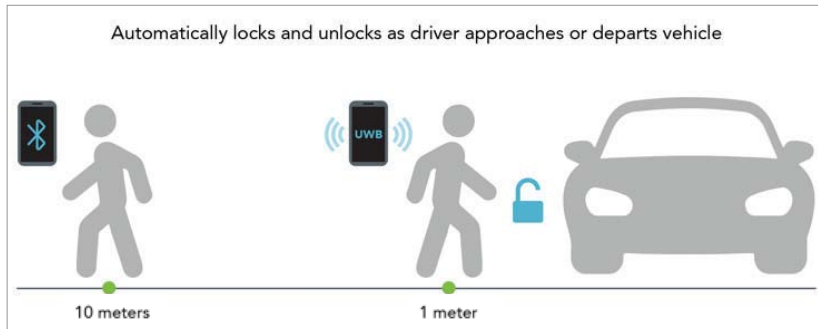 Automatically locks and unlocks as driver approaches or departs vehicle
UWB
10 meters
1 meter